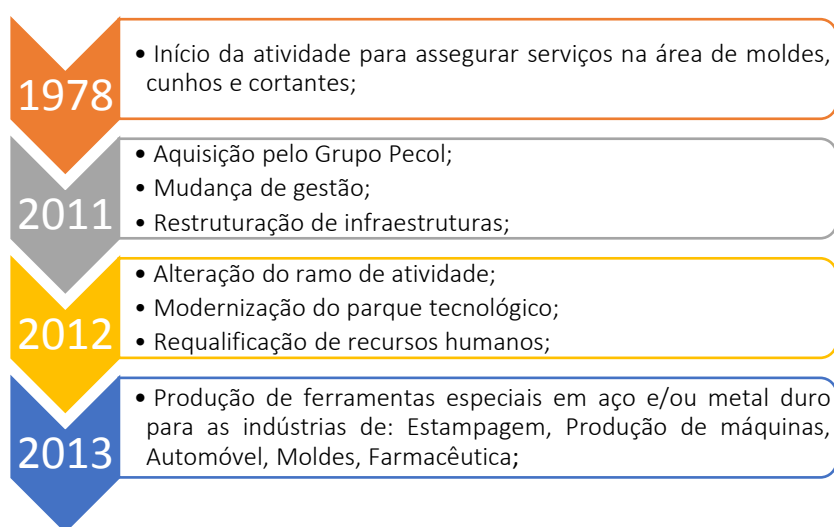 1978
• Início da atividade para assegurar serviços na área de moldes,
cunhos e cortantes;
2011
• Aquisição pelo Grupo Pecol;
• Mudança de gestão;
• Restruturação de infraestruturas;
2012
• Alteração do ramo de atividade;
• Modernização do parque tecnológico;
• Requalificação de recursos humanos;
2013
• Produção de ferramentas especiais em aço e/ou metal duro
para as indústrias de: Estampagem, Produção de máquinas,
Automóvel, Moldes, Farmacêutica;